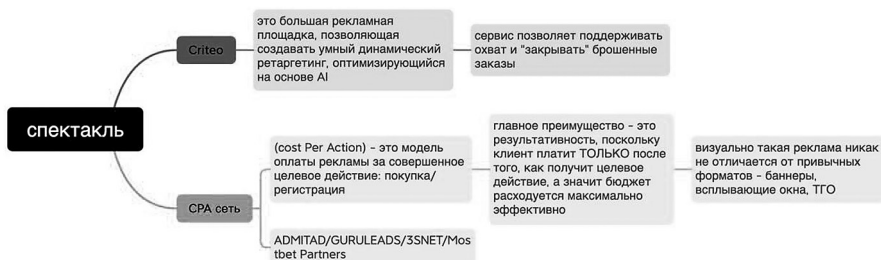 спектакль
Criteo
это большая рекламная
площадка, позволяющая
создавать умный динамический
ретаргетинг, оптимизирующийся
на основе AI
сервис позволяет поддерживать
охват и "закрывать" брошенные
заказы
CPA сеть
(cost Per Action) - это модель
оплаты рекламы за совершенное
целевое действие: покупка/
регистрация
главное преимущество - это
результативность, поскольку
клиент платит ТОЛЬКО после
того, как получит целевое
действие, а значит бюджет
расходуется максимально
эффективно
визуально такая реклама никак
не отличается от привычных
форматов - баннеры,
всплывающие окна, ТГО
ADMITAD/GURULEADS/3SNET/Mos
tbet Partners